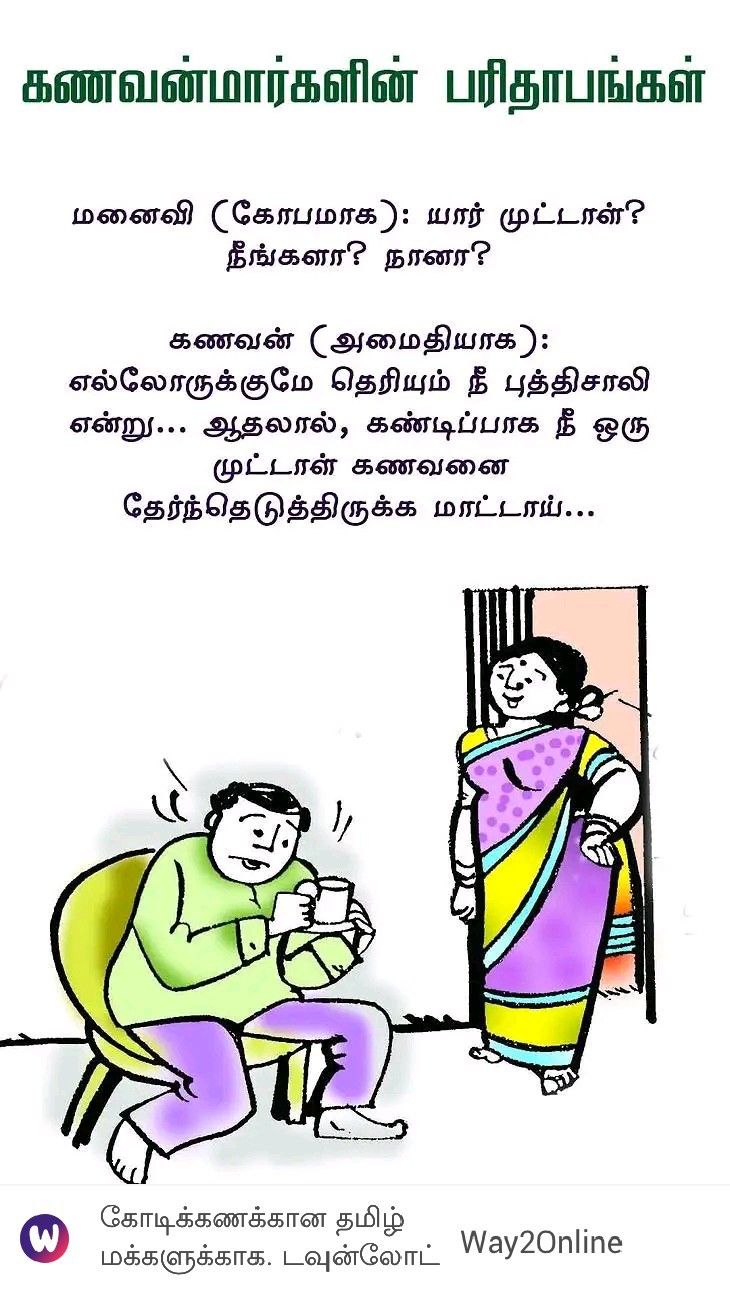 கணவன்மார்களின் பரிதாபங்கள்
மனைவி (கோபமாக): யார் முட்டாள்?
நீங்களா? நானா?
கணவன் (அமைதியாக):
எல்லோருக்குமே தெரியும் நீ புத்திசாலி
என்று... ஆதலால், கண்டிப்பாக நீ ஒரு
முட்டாள் கணவனை
தேர்ந்தெடுத்திருக்க மாட்டாய்...
கோடிக்கணக்கான தமிழ்
மக்களுக்காக. டவுன்லோட் Way2Online